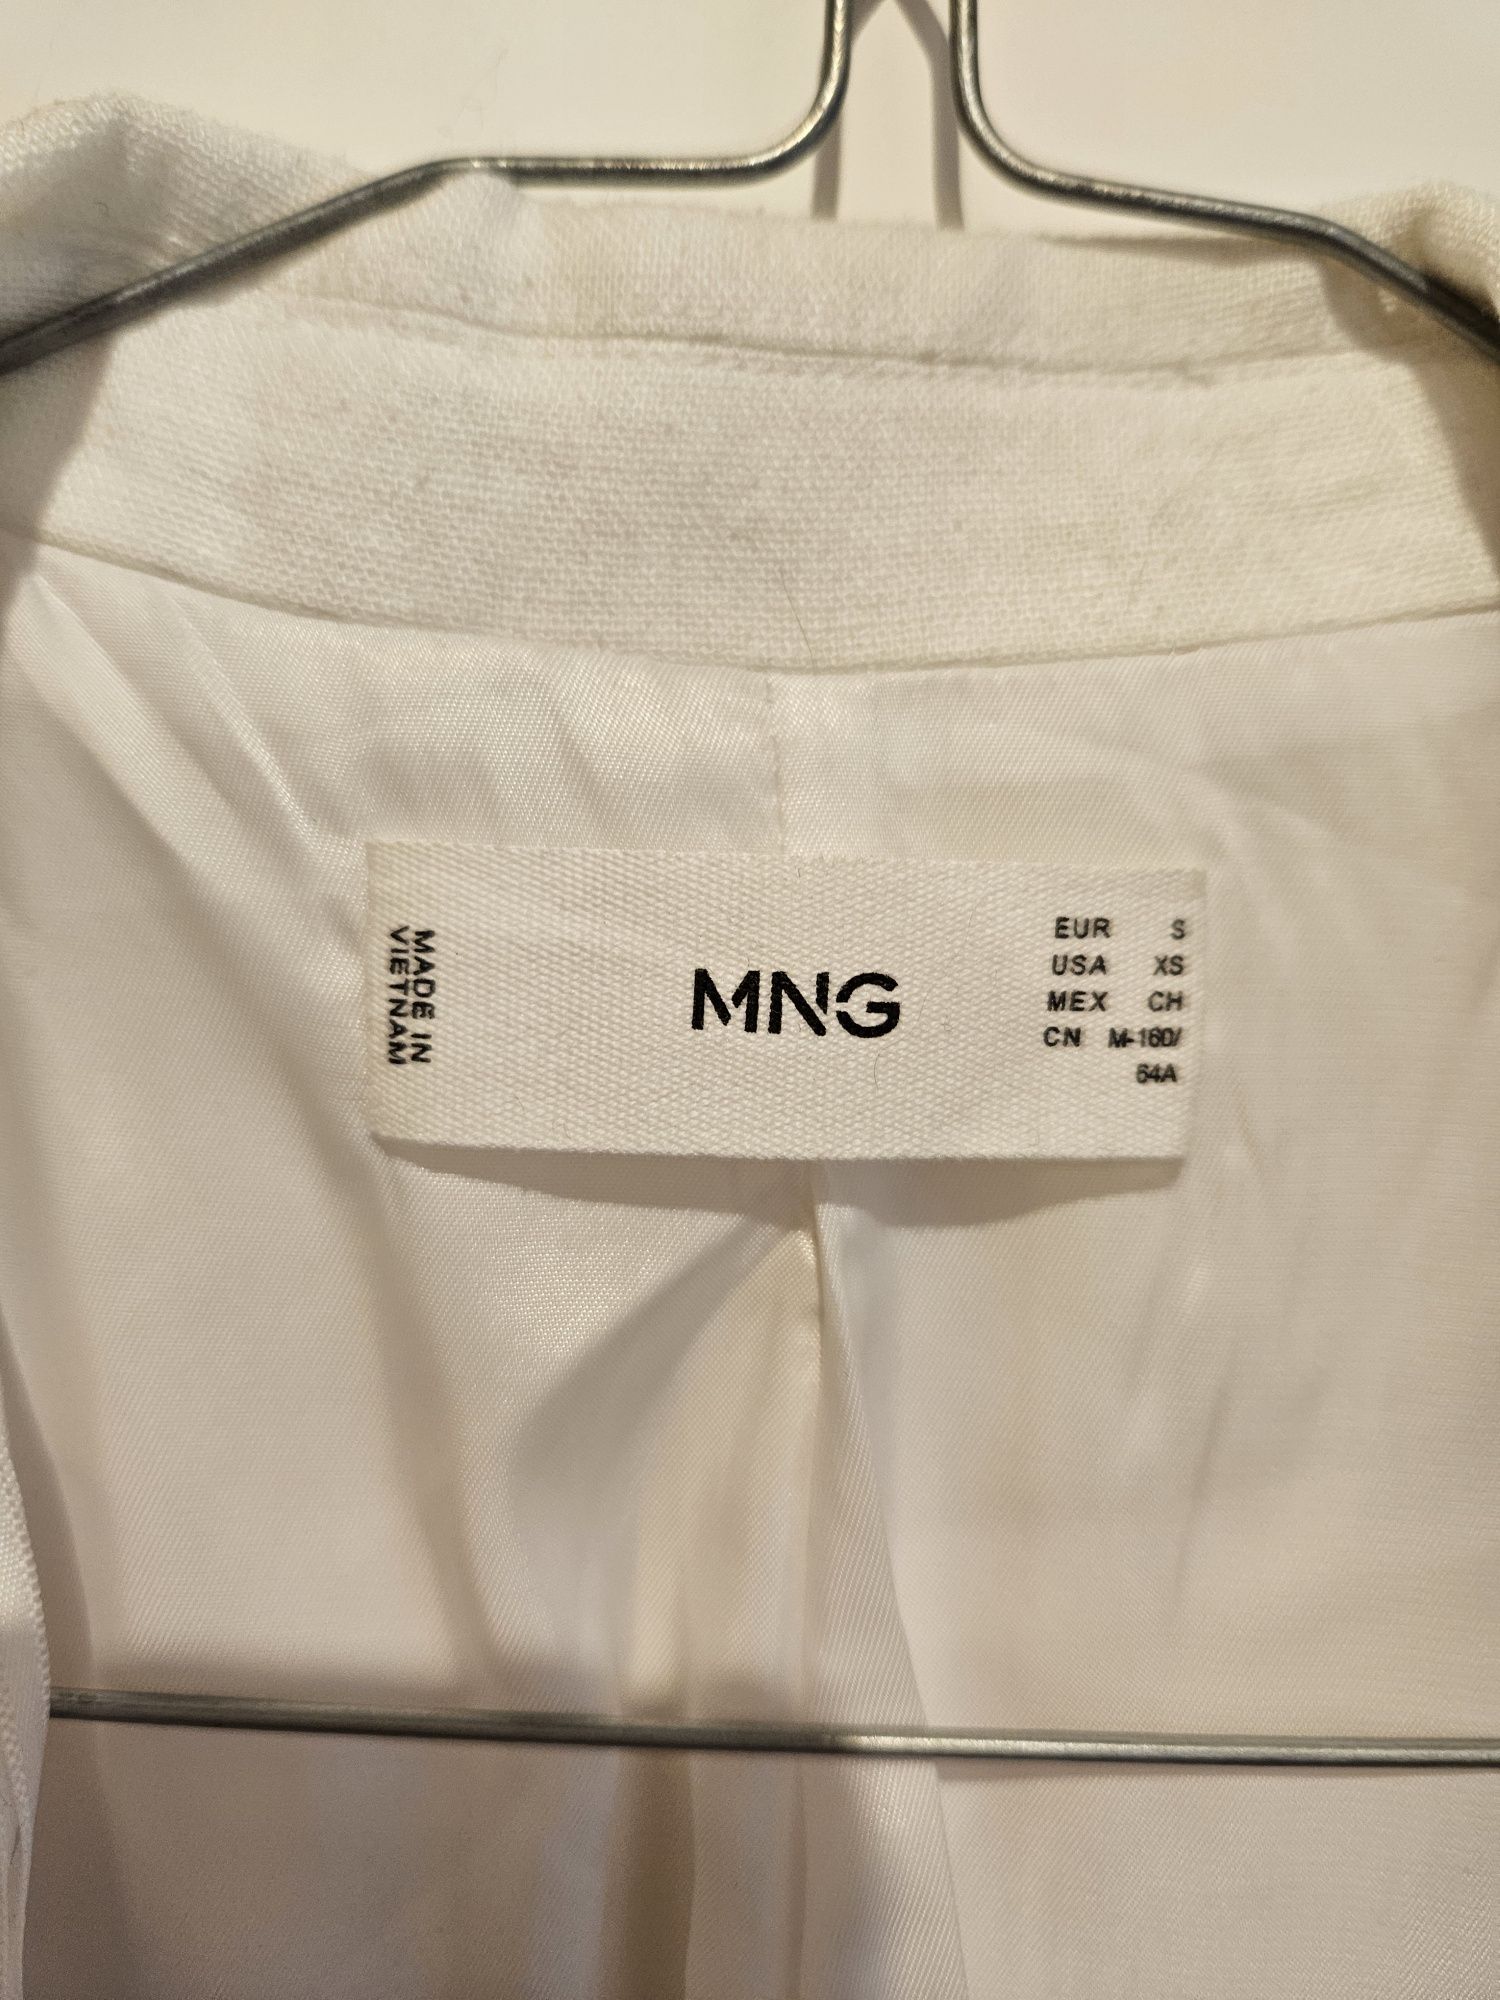 MADE IN
VIETNAM
MNG
EUR S
USA XS
MEX CH
CN M-160/
64A